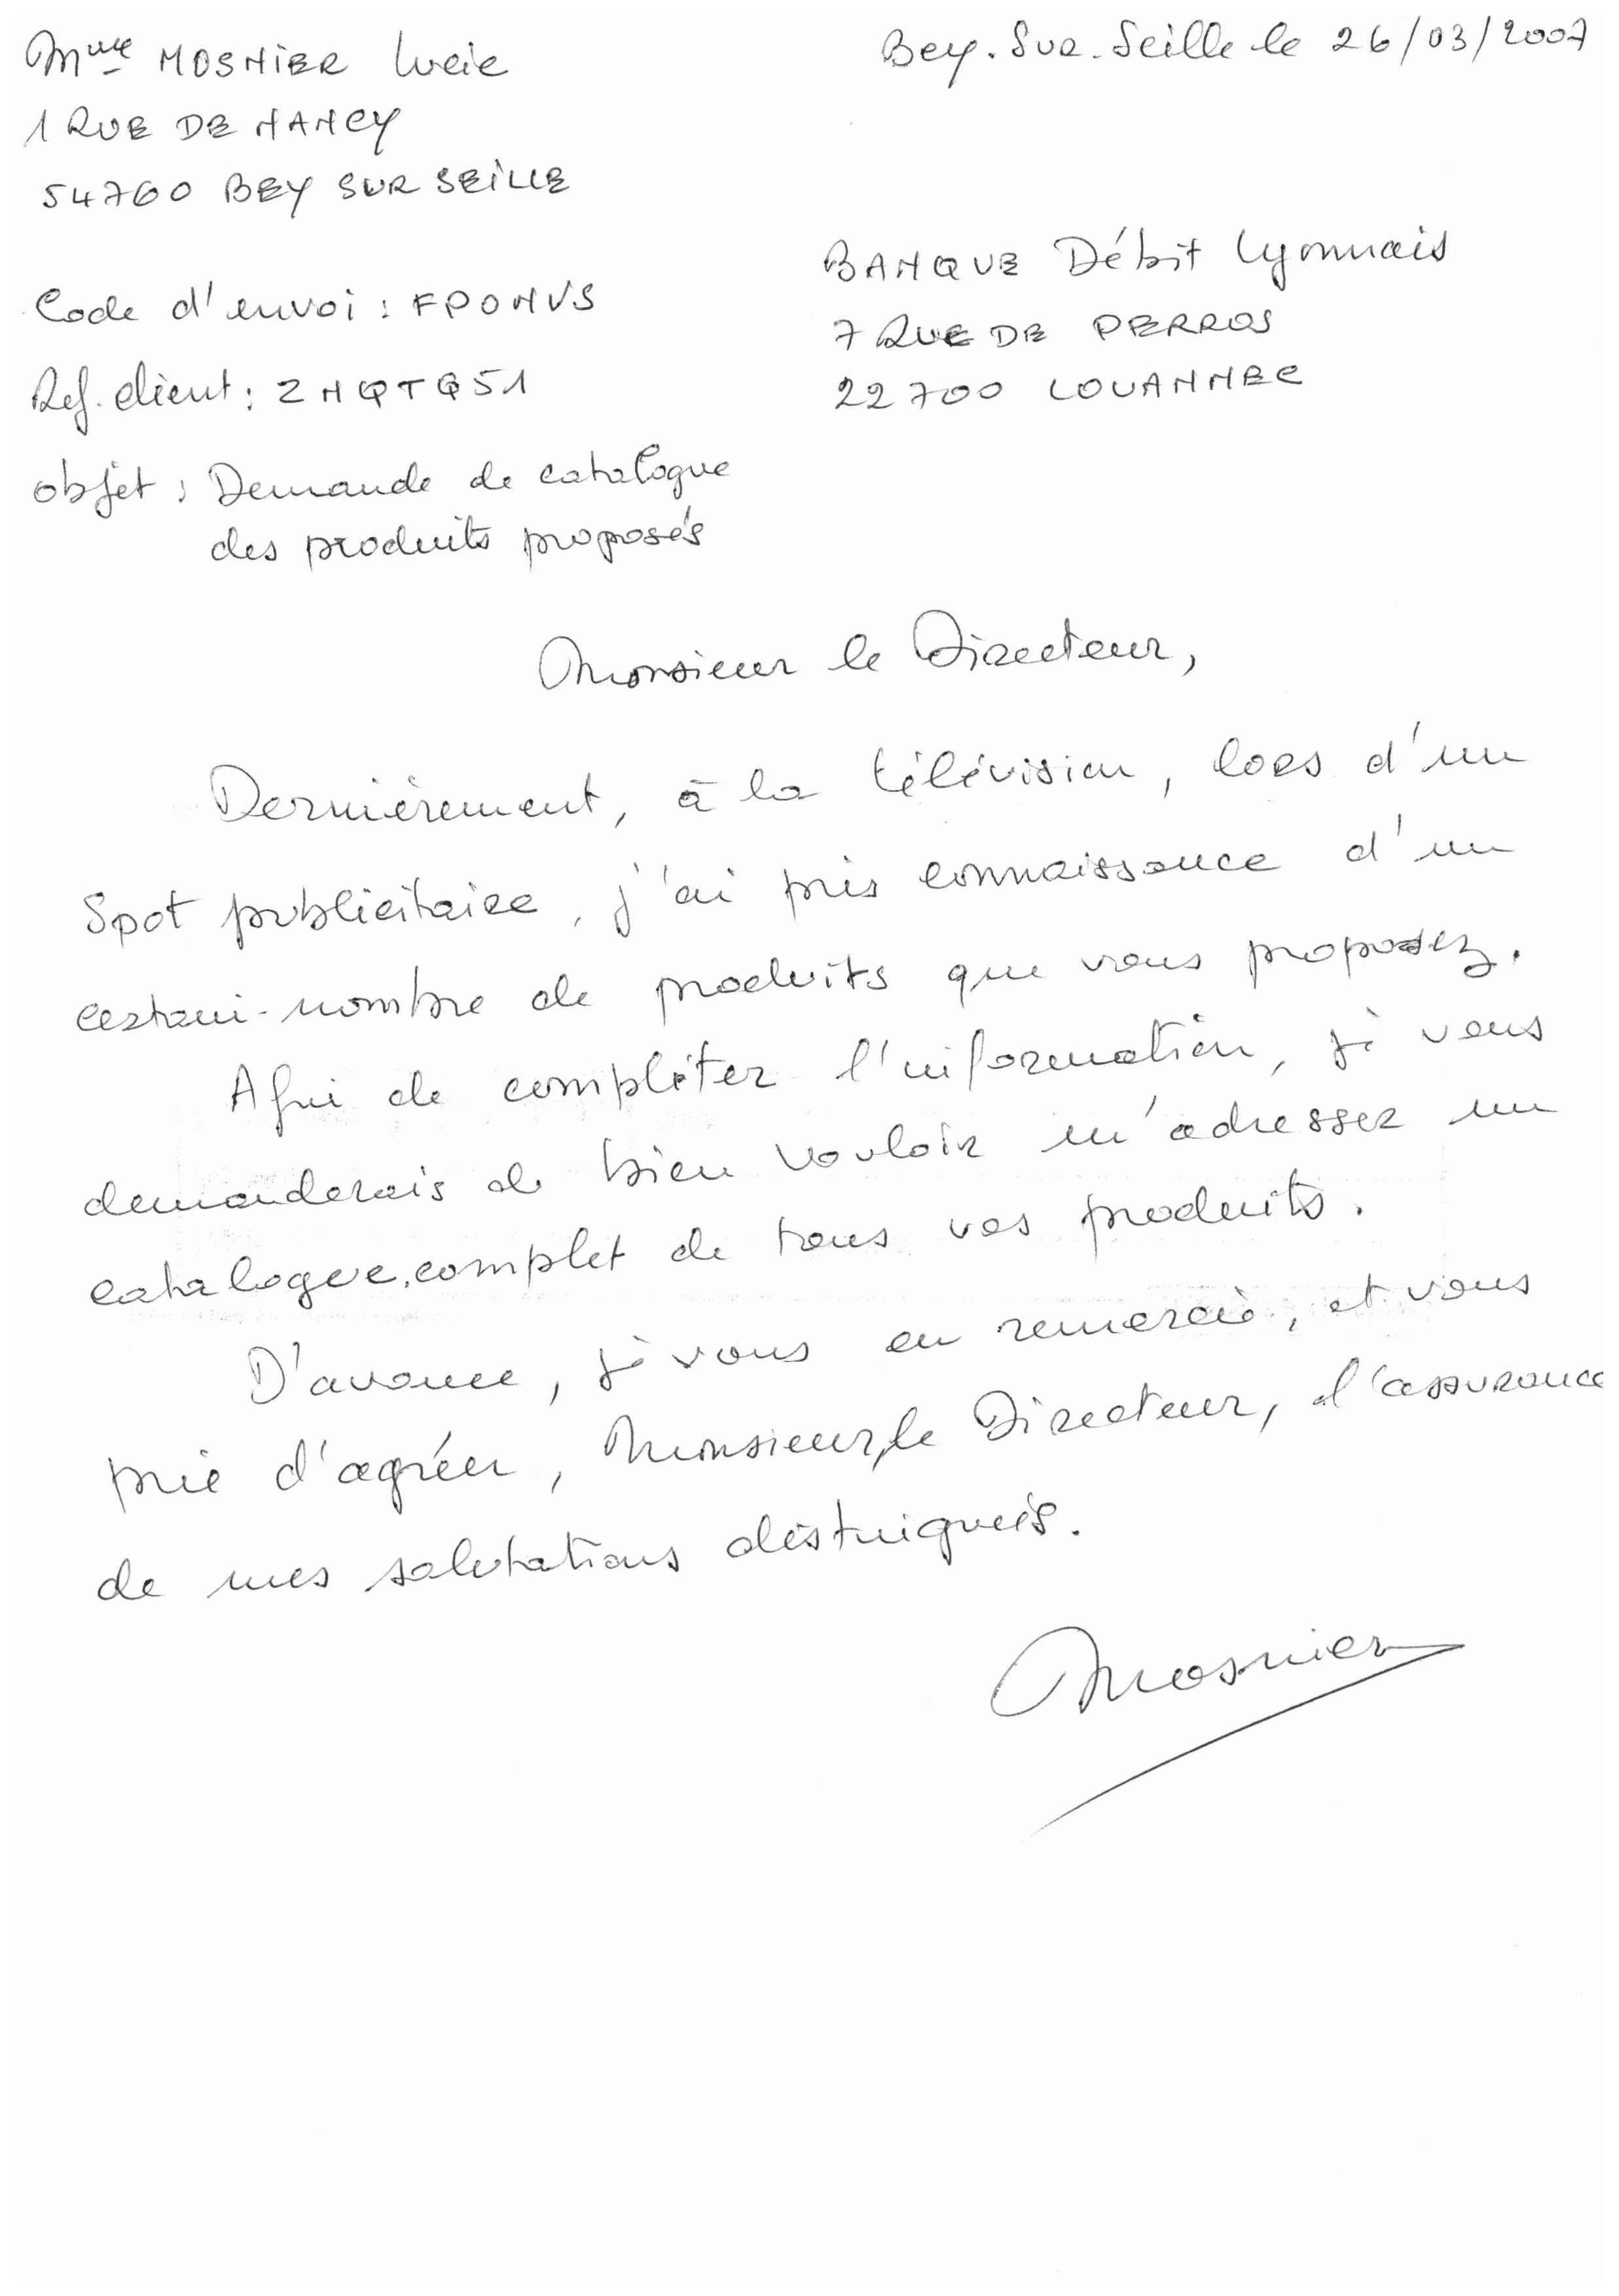 Mme MOSNIER Lucie
1 RUE DE NANCY
54760 BEY SUR SEILLE
Bey-Sur-Seille le 26/03/2007
Code d'envoi : FPONVS
Ref. client : ZNQTQ51
objet : Demande de catalogue
des produits proposés
BANQUE Débit Lyonnais
7 RUE DE PERROS
22700 LOUANNEC
Monsieur le Directeur,
Dernièrement, à la télévision, lors d'un
Spot publicitaire, j'ai pris connaissance d'un
certain nombre de produits que vous proposez.
Afin de compléter l'information, je vous
demanderais de bien vouloir m'adresser un
catalogue complet de tous vos produits.
D'avance, je vous en remercie, et vous
prie d'agréer, Monsieur, le Directeur, l'assurance
de mes salutations distinguées.
Mosnier